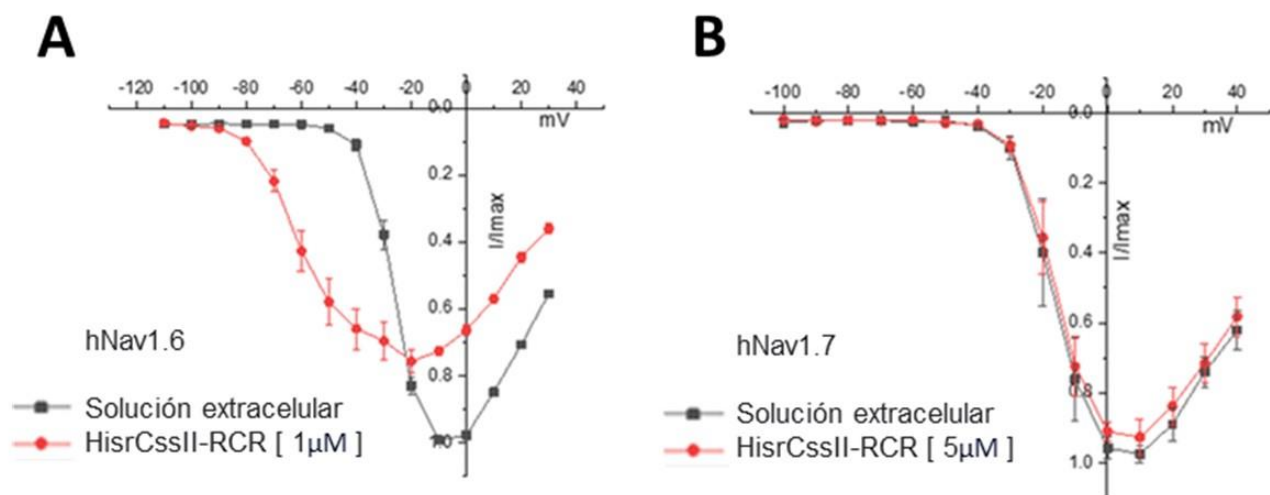 A
-120 -100 -80 -60 -40 -20 0 20 40
mV
0.0
0.2
0.4
0.6
0.8
1.0
I/Imax
hNav1.6
Solución extracelular
HisrCssII-RCR [ 1µM ]
B
-100 -80 -60 -40 -20 0 20 40
mV
0.0
0.2
0.4
0.6
0.8
1.0
I/Imax
hNav1.7
Solución extracelular
HisrCssII-RCR [ 5µM ]